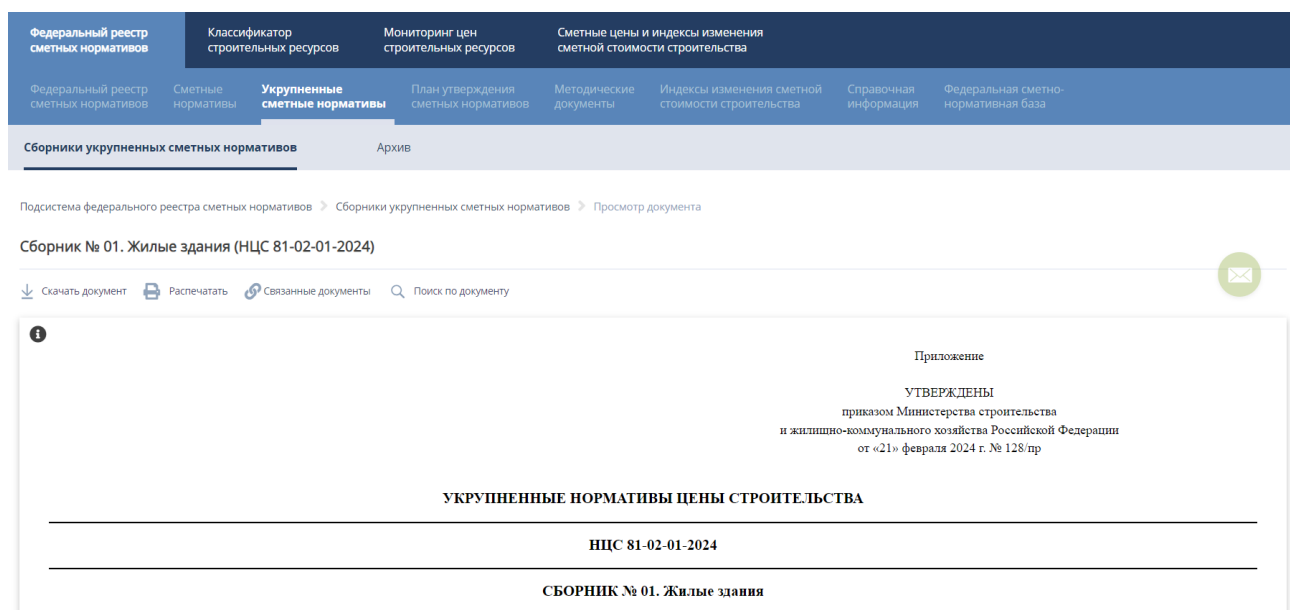 Федеральный реестр
сметных нормативов
Классификатор
строительных ресурсов
Мониторинг цен
строительных ресурсов
Сметные цены и индексы изменения
сметной стоимости строительства
Федеральный реестр
сметных нормативов
Сметные
нормативы
Укрупненные
сметные нормативы
План утверждения
сметных нормативов
Методические
документы
Индексы изменения сметной
стоимости строительства
Справочная
информация
Федеральная сметно-
нормативная база
Сборники укрупненных сметных нормативов
Архив
Подсистема федерального реестра сметных нормативов > Сборники укрупненных сметных нормативов > Просмотр документа
Сборник № 01. Жилые здания (НЦС 81-02-01-2024)
Скачать документ Распечатать Связанные документы Поиск по документу
Приложение
УТВЕРЖДЕНЫ
приказом Министерства строительства
и жилищно-коммунального хозяйства Российской Федерации
от «21» февраля 2024 г. № 128/пр
УКРУПНЕННЫЕ НОРМАТИВЫ ЦЕНЫ СТРОИТЕЛЬСТВА
НЦС 81-02-01-2024
СБОРНИК № 01. Жилые здания